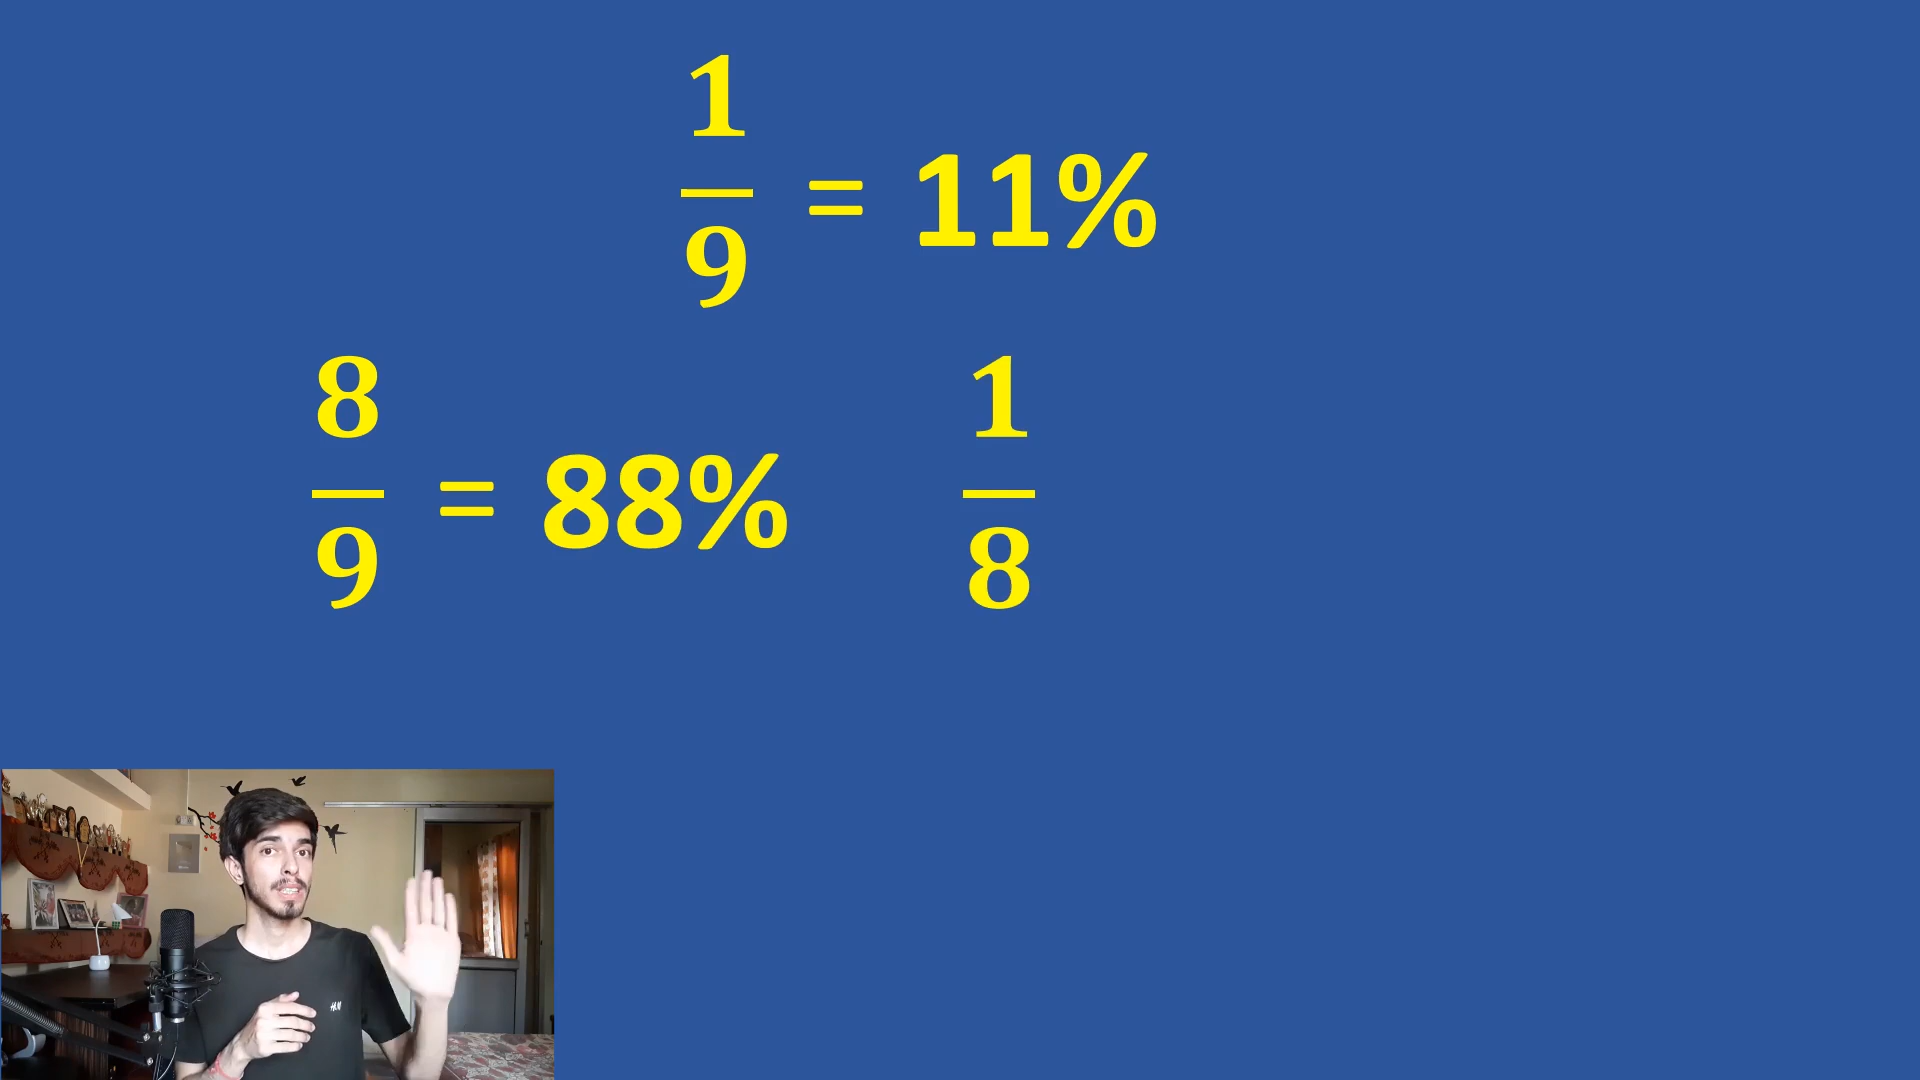 1/9 = 11%
8/9 = 88% 1/8
H&M